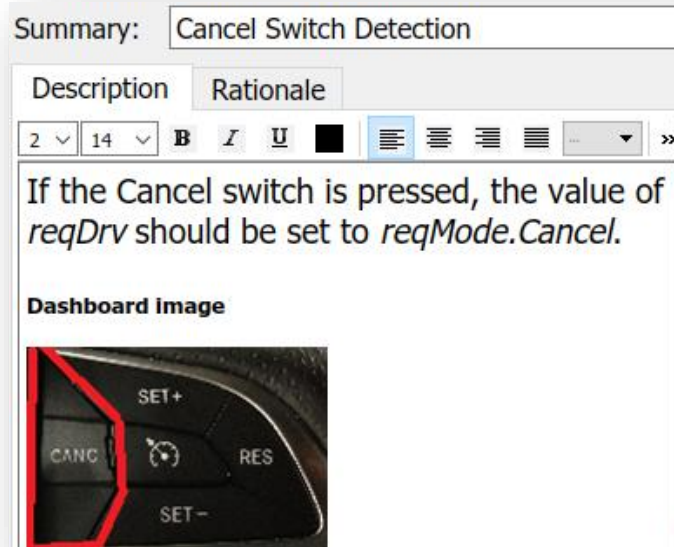 Summary: Cancel Switch Detection
Description Rationale
2 14 B I U ... »
If the Cancel switch is pressed, the value of
reqDrv should be set to reqMode.Cancel.
Dashboard image
SET+
CANC RES
SET-